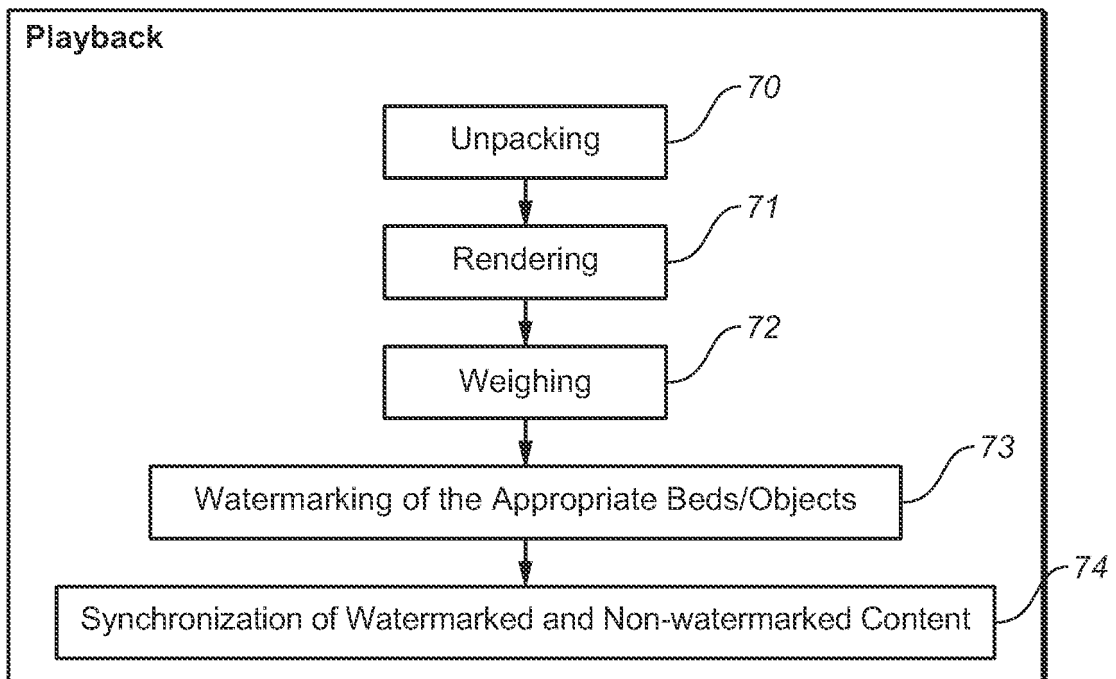 Playback
70
Unpacking
71
Rendering
72
Weighing
73
Watermarking of the Appropriate Beds/Objects
74
Synchronization of Watermarked and Non-watermarked Content